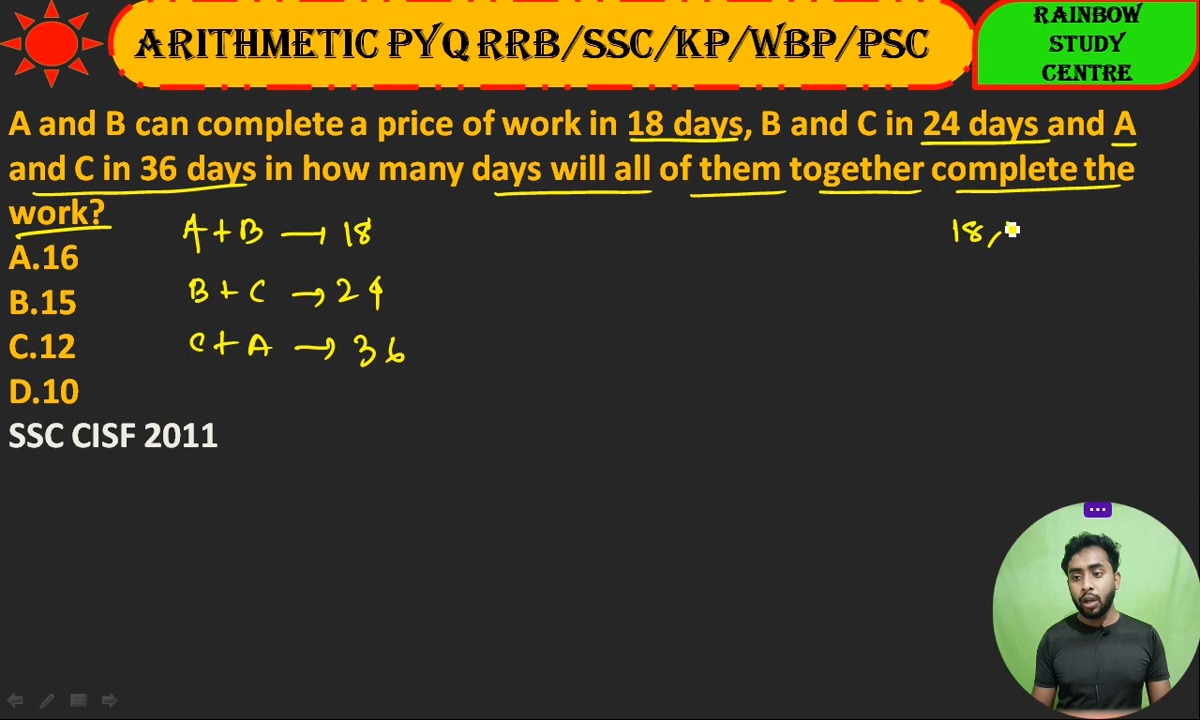 ARITHMETIC PYQ RRB/SSC/KP/WBP/PSC
RAINBOW
STUDY
CENTRE
A and B can complete a price of work in 18 days, B and C in 24 days and A
and C in 36 days in how many days will all of them together complete the
work?
A+B → 18
18,
A.16
B+C → 24
B.15
C+A → 36
C.12
D.10
SSC CISF 2011